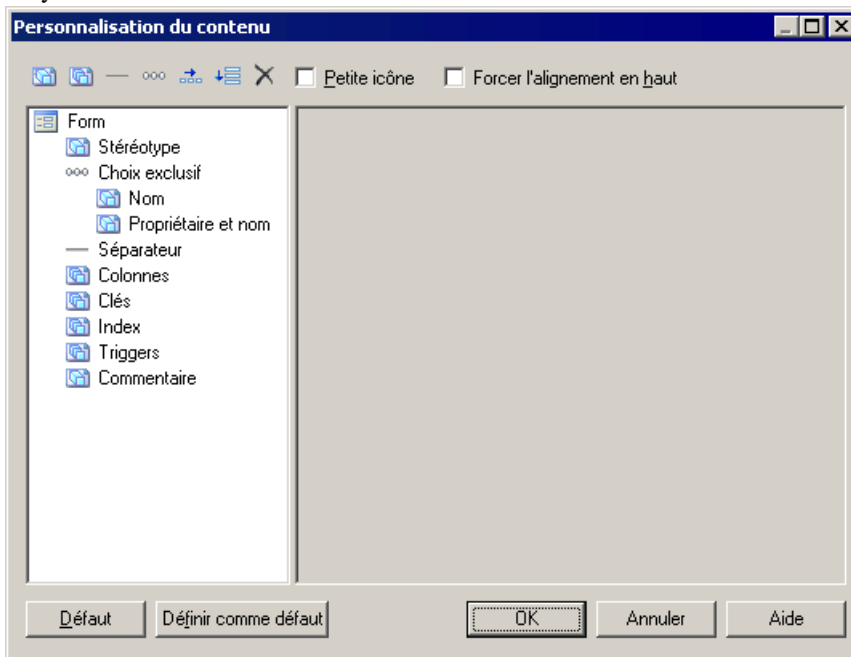 Personnalisation du contenu
Petite icône Forcer l'alignement en haut
Form
Stéréotype
Choix exclusif
Nom
Propriétaire et nom
Séparateur
Colonnes
Clés
Index
Triggers
Commentaire
Défaut Définir comme défaut OK Annuler Aide